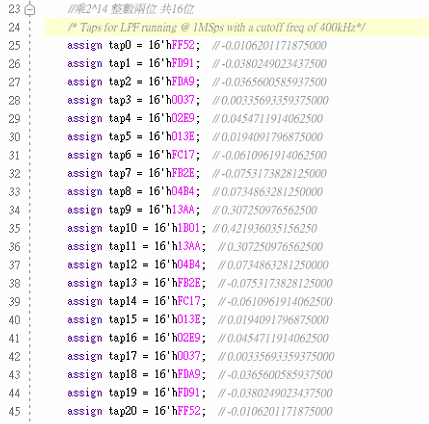 23 //乘2^14 整數兩位 共16位
24 /* Taps for LPF running @ 1MSps with a cutoff freq of 400kHz*/
25 assign tap0 = 16'hFF52; //-0.0106201171875000
26 assign tap1 = 16'hFD91; //-0.0380249023437500
27 assign tap2 = 16'hFDA9; //-0.0365600585937500
28 assign tap3 = 16'h0037; //0.00335693359375000
29 assign tap4 = 16'h02E9; //0.0454711914062500
30 assign tap5 = 16'h013E; //0.0194091796875000
31 assign tap6 = 16'hFC17; //-0.0610961914062500
32 assign tap7 = 16'hFB2E; //-0.0753173828125000
33 assign tap8 = 16'h04B4; //0.0734863281250000
34 assign tap9 = 16'h13AA; //0.307250976562500
35 assign tap10 = 16'h1B01; //0.421936035156250
36 assign tap11 = 16'h13AA; //0.307250976562500
37 assign tap12 = 16'h04B4; //0.0734863281250000
38 assign tap13 = 16'hFB2E; //-0.0753173828125000
39 assign tap14 = 16'hFC17; //-0.0610961914062500
40 assign tap15 = 16'h013E; //0.0194091796875000
41 assign tap16 = 16'h02E9; //0.0454711914062500
42 assign tap17 = 16'h0037; //0.00335693359375000
43 assign tap18 = 16'hFDA9; //-0.0365600585937500
44 assign tap19 = 16'hFD91; //-0.0380249023437500
45 assign tap20 = 16'hFF52; //-0.0106201171875000